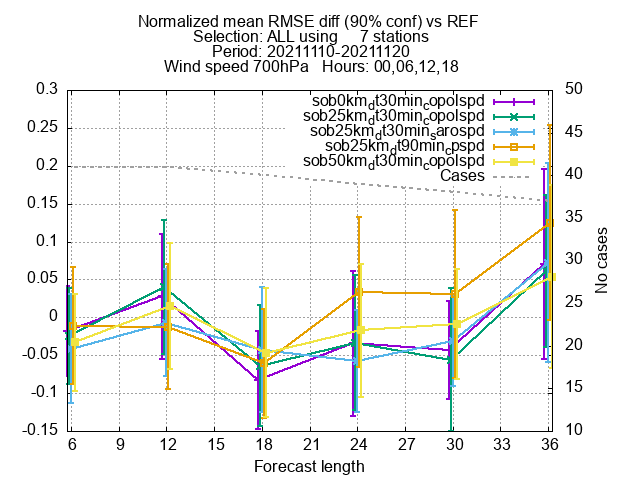 Normalized mean RMSE diff (90% conf) vs REF
Selection: ALL using 7 stations
Period: 20211110-20211120
Wind speed 700hPa Hours: 00,06,12,18
0.3
0.25
0.2
0.15
0.1
0.05
0
-0.05
-0.1
-0.15
sob0km_dt30min_copolspd
sob25km_dt30min_copolspd
sob25km_dt30min_sarospd
sob25km_dt90min_cpspd
sob50km_dt30min_copolspd
Cases
50
45
40
35
30
25
20
15
10
No cases
6 9 12 15 18 21 24 27 30 33 36
Forecast length